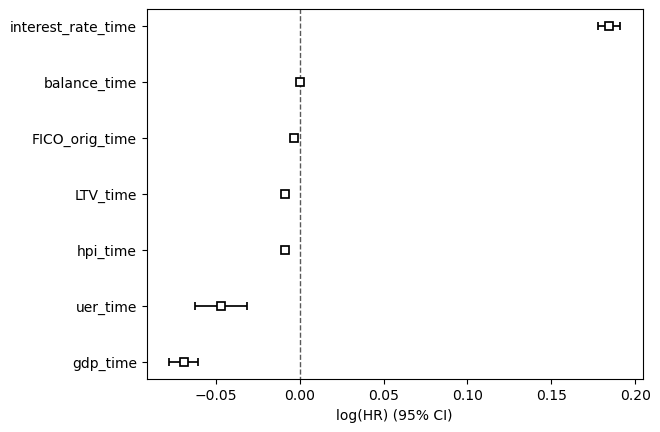 interest_rate_time
balance_time
FICO_orig_time
LTV_time
hpi_time
uer_time
gdp_time
−0.05 0.00 0.05 0.10 0.15 0.20
log(HR) (95% CI)